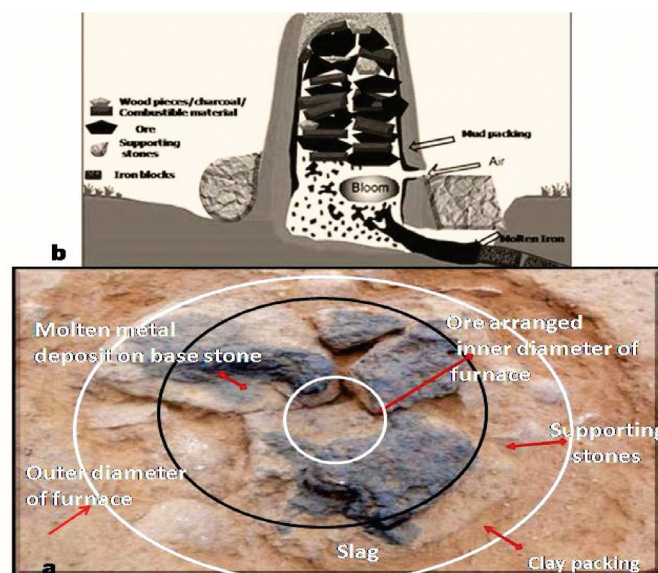 Wood pieces/charcoal/
Combustible material
Ore
Supporting
stones
Iron blocks
Mud packing
Air
Bloom
Molten Iron
b
Molten metal
deposit on base stone
Ore arranged
inner diameter of
furnace
Supporting
stones
Outer diameter
of furnace
Slag
Clay packing
a